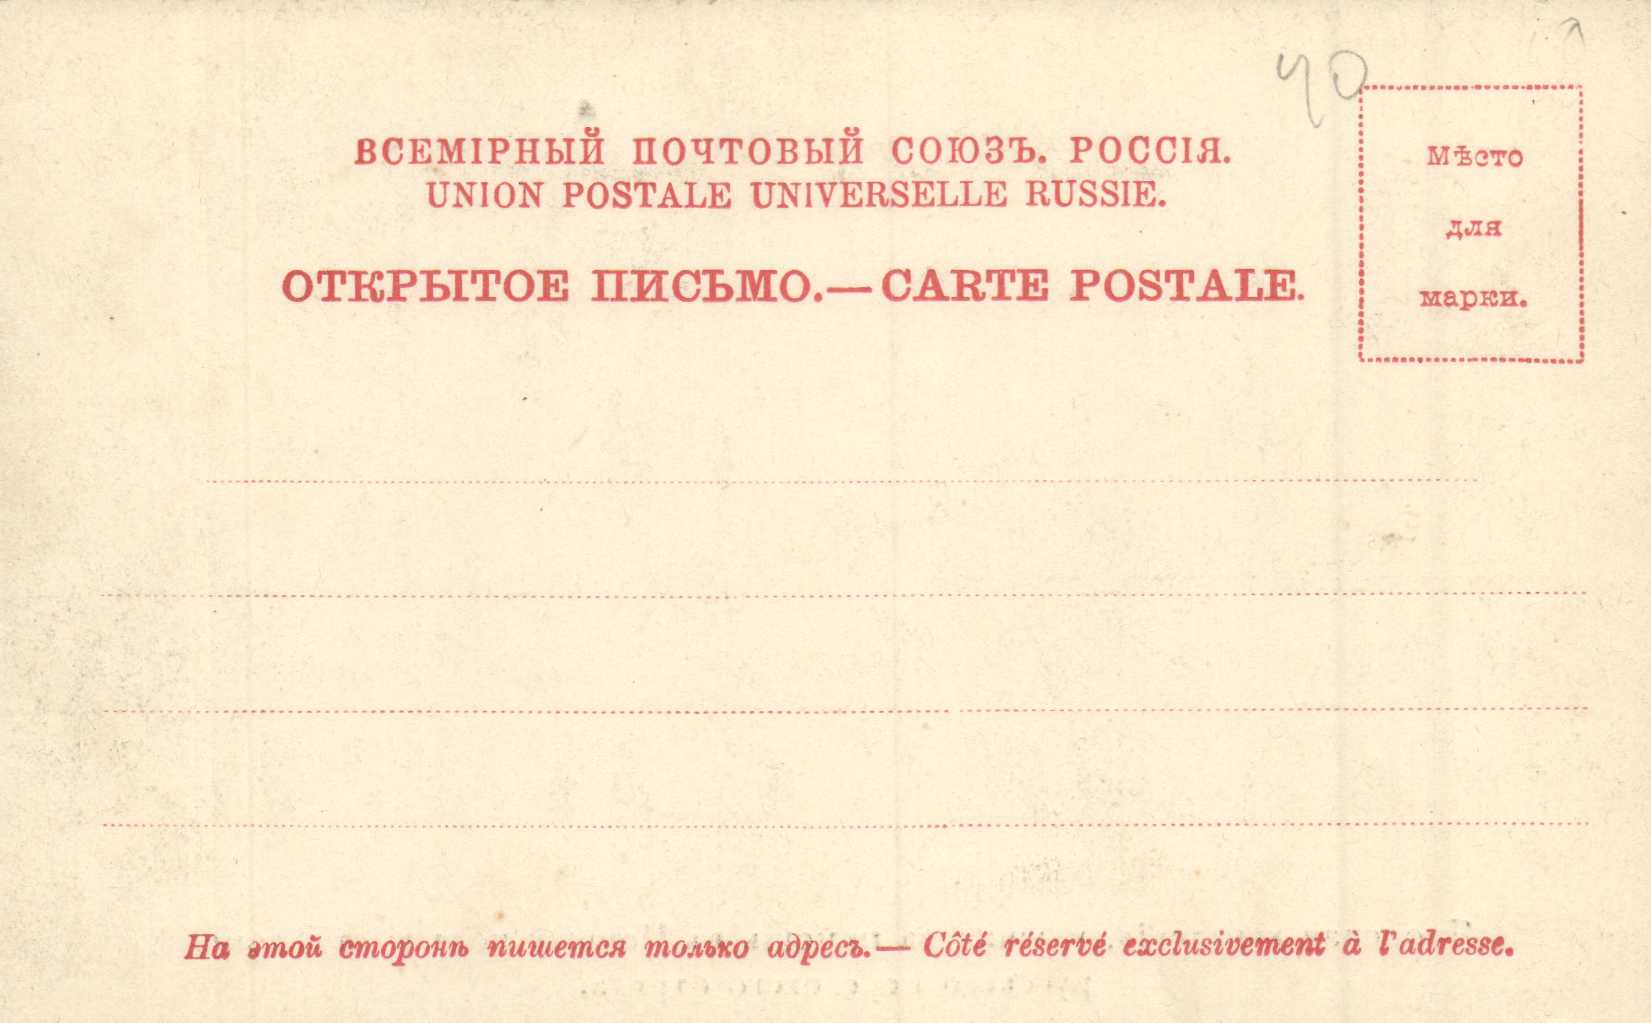 40
ВСЕМІРНЫЙ ПОЧТОВЫЙ СОЮЗЪ. РОССІЯ.
UNION POSTALE UNIVERSELLE RUSSIE.
ОТКРЫТОЕ ПИСЬМО.—CARTE POSTALE.
Мѣсто
для
марки.
На этой сторонѣ пишется только адресъ.— Côté réservé exclusivement à l'adresse.